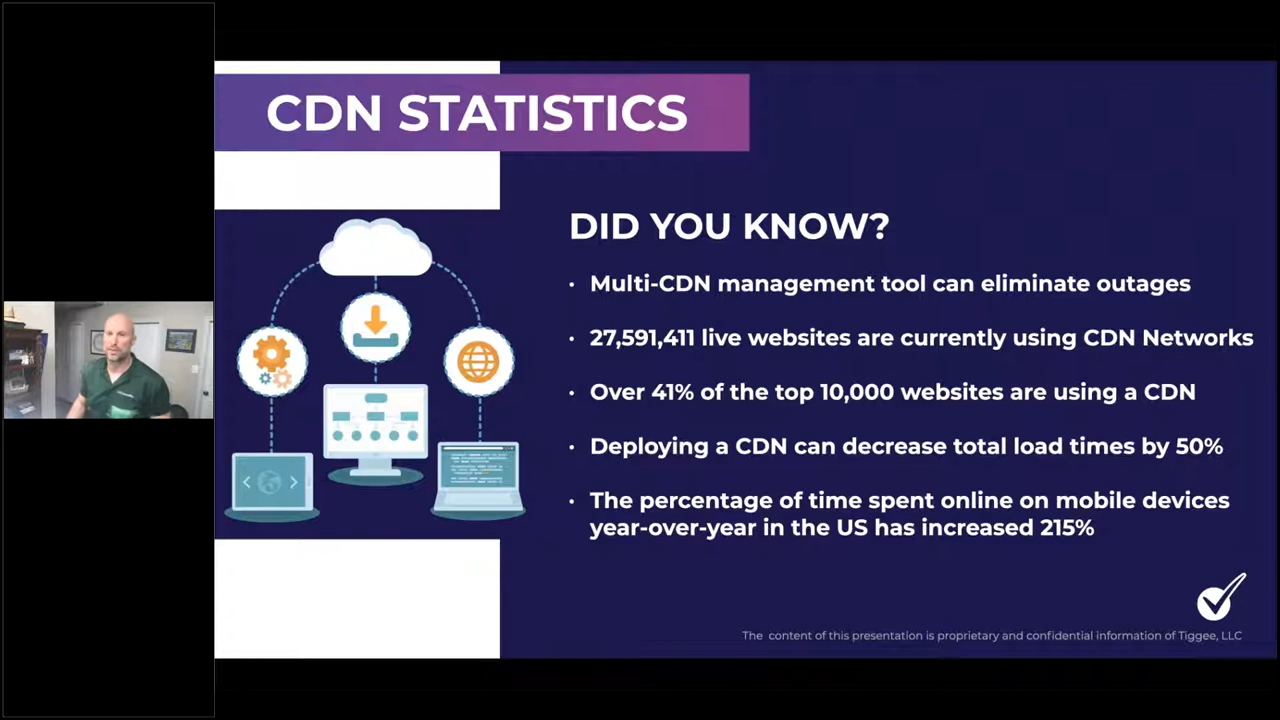 CDN STATISTICS
DID YOU KNOW?
• Multi-CDN management tool can eliminate outages
• 27,591,411 live websites are currently using CDN Networks
• Over 41% of the top 10,000 websites are using a CDN
• Deploying a CDN can decrease total load times by 50%
• The percentage of time spent online on mobile devices
year-over-year in the US has increased 215%
The content of this presentation is proprietary and confidential information of Tiggee, LLC